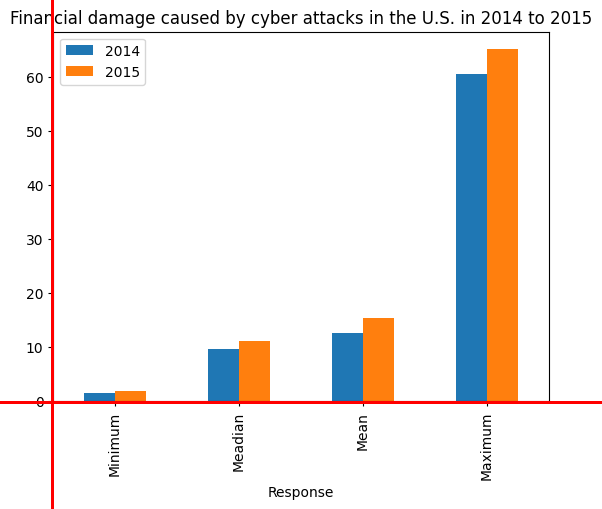 Financial damage caused by cyber attacks in the U.S. in 2014 to 2015
2014
2015
60
50
40
30
20
10
0
Minimum
Meadian
Mean
Maximum
Response